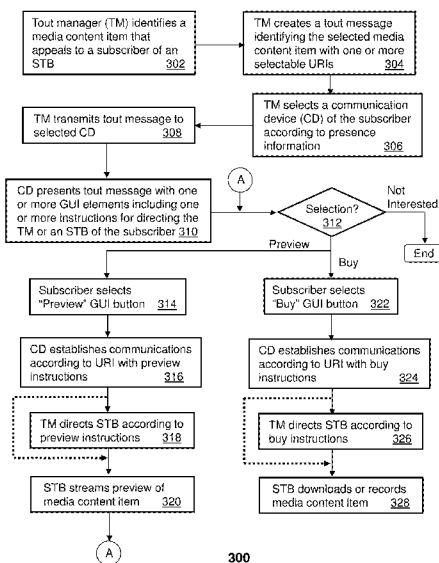 Tout manager (TM) identifies a
media content item that
appeals to a subscriber of an
STB 302
TM creates a tout message
identifying the selected media
content item with one or more
selectable URIs 304
TM selects a communication
device (CD) of the subscriber
according to presence
information 306
TM transmits tout message to
selected CD 308
CD presents tout message with one
or more GUI elements including one
or more instructions for directing the
TM or an STB of the subscriber 310
A
Selection?
312
Not
Interested
End
Preview
Buy
Subscriber selects
"Preview" GUI button 314
Subscriber selects
"Buy" GUI button 322
CD establishes communications
according to URI with preview
instructions 316
CD establishes communications
according to URI with buy
instructions 324
TM directs STB according to
preview instructions 318
TM directs STB according to
buy instructions 326
STB streams preview of
media content item 320
STB downloads or records
media content item 328
A
300